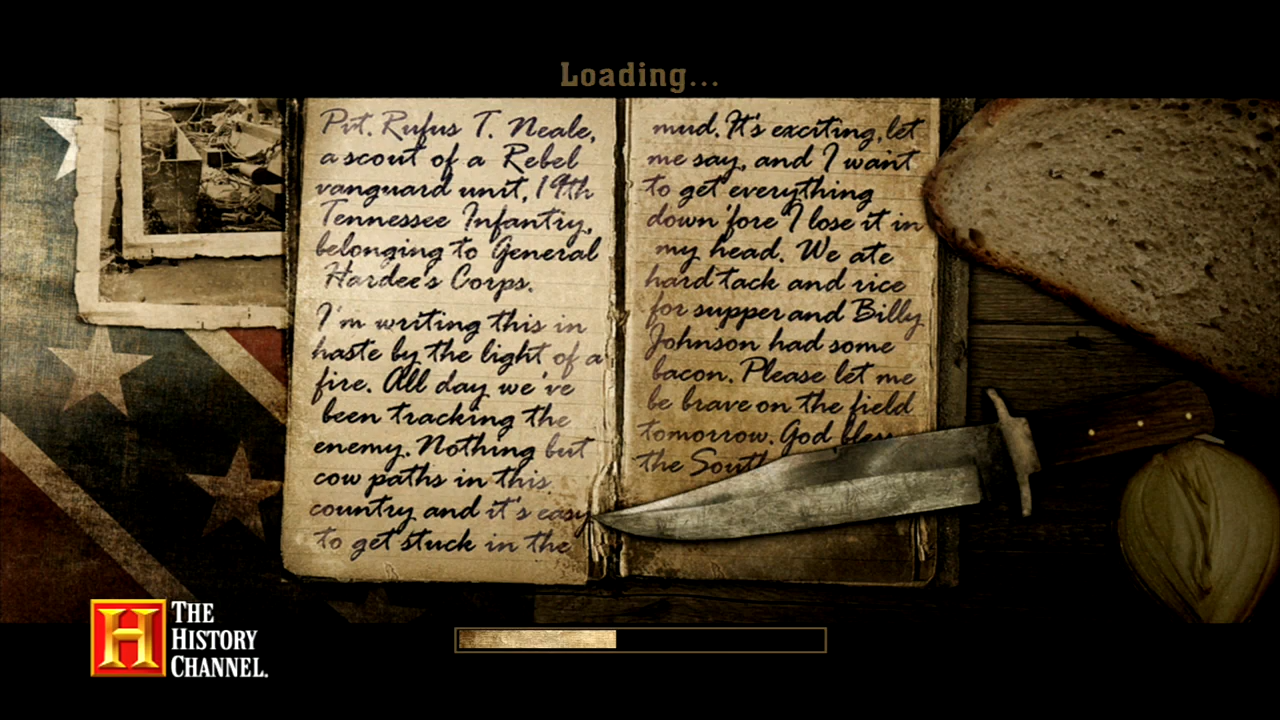 Loading...
Pvt. Rufus T. Neale,
a scout of a Rebel
vanguard unit, 19th
Tennessee Infantry,
belonging to General
Hardee's Corps.
I'm writing this in
haste by the light of a
fire. All day we've
been tracking the
enemy. Nothing but
cow paths in this
country and it's easy
to get stuck in the
mud. It's exciting, let
me say, and I want
to get everything
down 'fore I lose it in
my head. We ate
hard tack and rice
for supper and Billy
Johnson had some
bacon. Please let me
be brave on the field
tomorrow. God bless
the South
H
THE
HISTORY
CHANNEL.